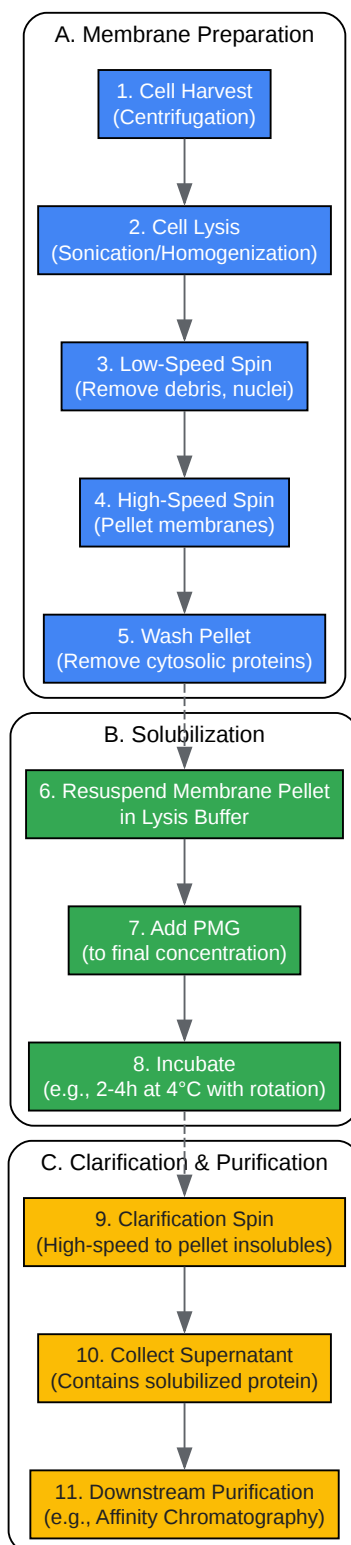 A. Membrane Preparation
1. Cell Harvest
(Centrifugation)
2. Cell Lysis
(Sonication/Homogenization)
3. Low-Speed Spin
(Remove debris, nuclei)
4. High-Speed Spin
(Pellet membranes)
5. Wash Pellet
(Remove cytosolic proteins)
B. Solubilization
6. Resuspend Membrane Pellet
in Lysis Buffer
7. Add PMG
(to final concentration)
8. Incubate
(e.g., 2-4h at 4°C with rotation)
C. Clarification & Purification
9. Clarification Spin
(High-speed to pellet insolubles)
10. Collect Supernatant
(Contains solubilized protein)
11. Downstream Purification
(e.g., Affinity Chromatography)